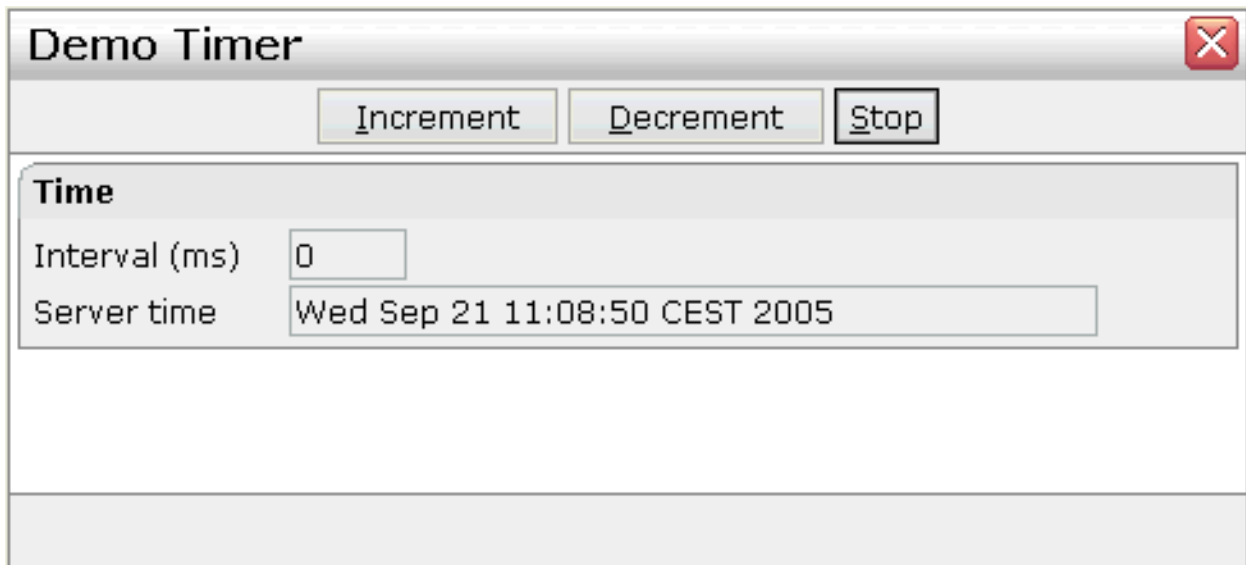 Demo Timer
Increment Decrement Stop
Time
Interval (ms) 0
Server time Wed Sep 21 11:08:50 CEST 2005